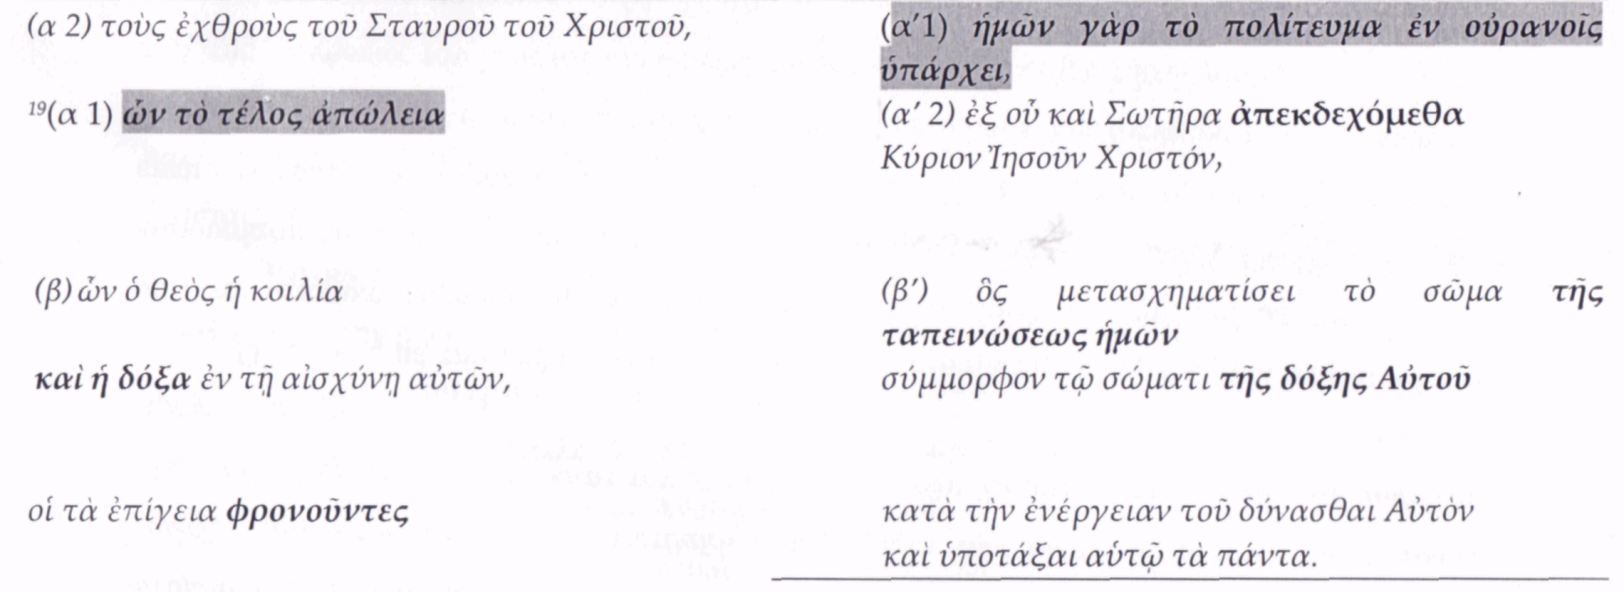 (α 2) τοὺς ἐχθροὺς τοῦ Σταυροῦ τοῦ Χριστοῦ,
¹⁹(α 1) ὧν τὸ τέλος ἀπώλεια
(β) ὧν ὁ θεὸς ἡ κοιλία
καὶ ἡ δόξα ἐν τῇ αἰσχύνῃ αὐτῶν,
οἱ τὰ ἐπίγεια φρονοῦντες
(α′1) ἡμῶν γὰρ τὸ πολίτευμα ἐν οὐρανοῖς
ὑπάρχει,
(α′ 2) ἐξ οὗ καὶ Σωτῆρα ἀπεκδεχόμεθα
Κύριον Ἰησοῦν Χριστόν,
(β′) ὃς μετασχηματίσει τὸ σῶμα τῆς
ταπεινώσεως ἡμῶν
σύμμορφον τῷ σώματι τῆς δόξης Αὐτοῦ
κατὰ τὴν ἐνέργειαν τοῦ δύνασθαι Αὐτὸν
καὶ ὑποτάξαι αὑτῷ τὰ πάντα.